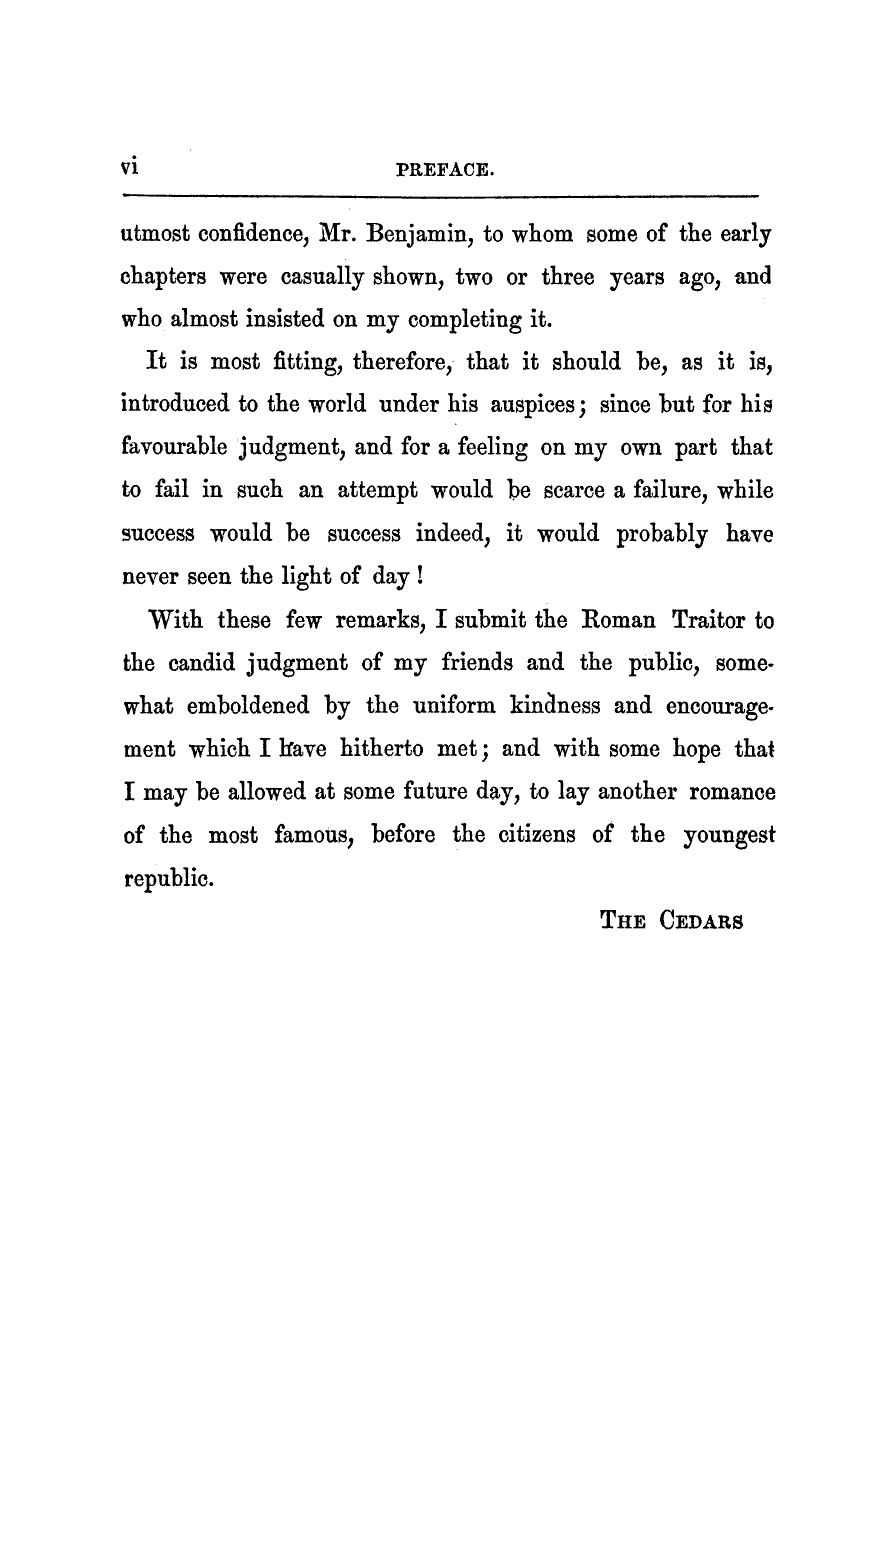 vi PREFACE.
utmost confidence, Mr. Benjamin, to whom some of the early
chapters were casually shown, two or three years ago, and
who almost insisted on my completing it.
It is most fitting, therefore, that it should be, as it is,
introduced to the world under his auspices; since but for his
favourable judgment, and for a feeling on my own part that
to fail in such an attempt would be scarce a failure, while
success would be success indeed, it would probably have
never seen the light of day !
With these few remarks, I submit the Roman Traitor to
the candid judgment of my friends and the public, some-
what emboldened by the uniform kindness and encourage-
ment which I have hitherto met; and with some hope that
I may be allowed at some future day, to lay another romance
of the most famous, before the citizens of the youngest
republic.
THE CEDARS